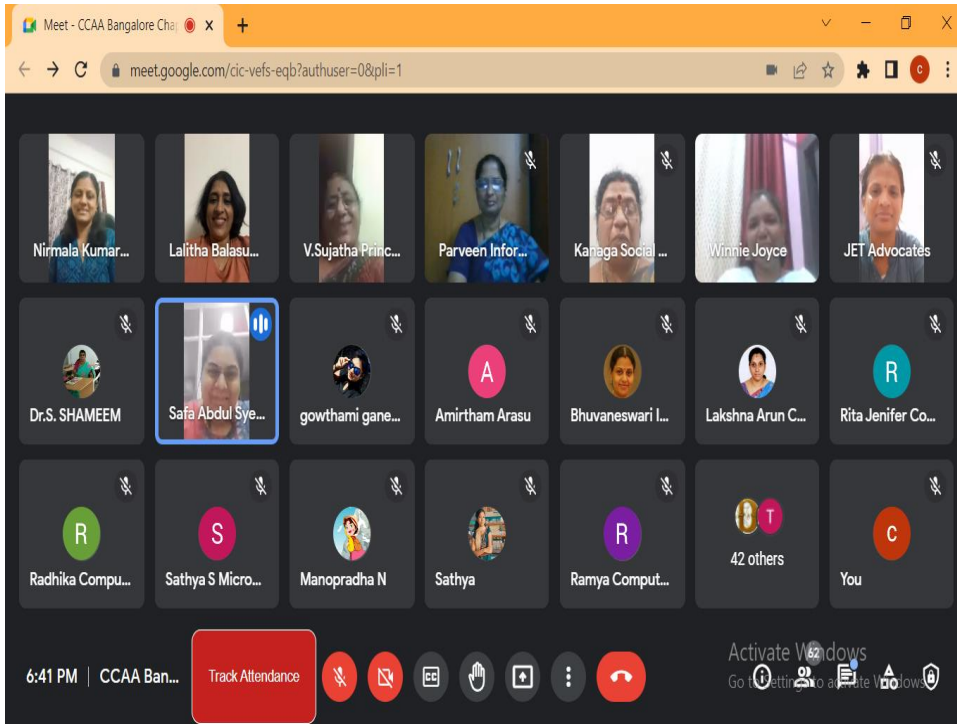 Meet - CCAA Bangalore Cha
meet.google.com/cic-vefs-eqb?authuser=0&pli=1
C
Nirmala Kumar...
Lalitha Balasu...
V.Sujatha Princ...
Parveen Infor...
Kanaga Social ...
Winnie Joyce
JET Advocates
Dr.S. SHAMEEM
Safa Abdul Sye...
gowthami gane...
A
Amirtham Arasu
Bhuvaneswari I...
Lakshna Arun C...
R
Rita Jenifer Co...
R
Radhika Compu...
S
Sathya S Micro...
Manopradha N
Sathya
R
Ramya Comput...
T
42 others
C
You
6:41 PM | CCAA Ban...
Track Attendance
CC
62
Activate Windows
Go to Settings to activate Windows.